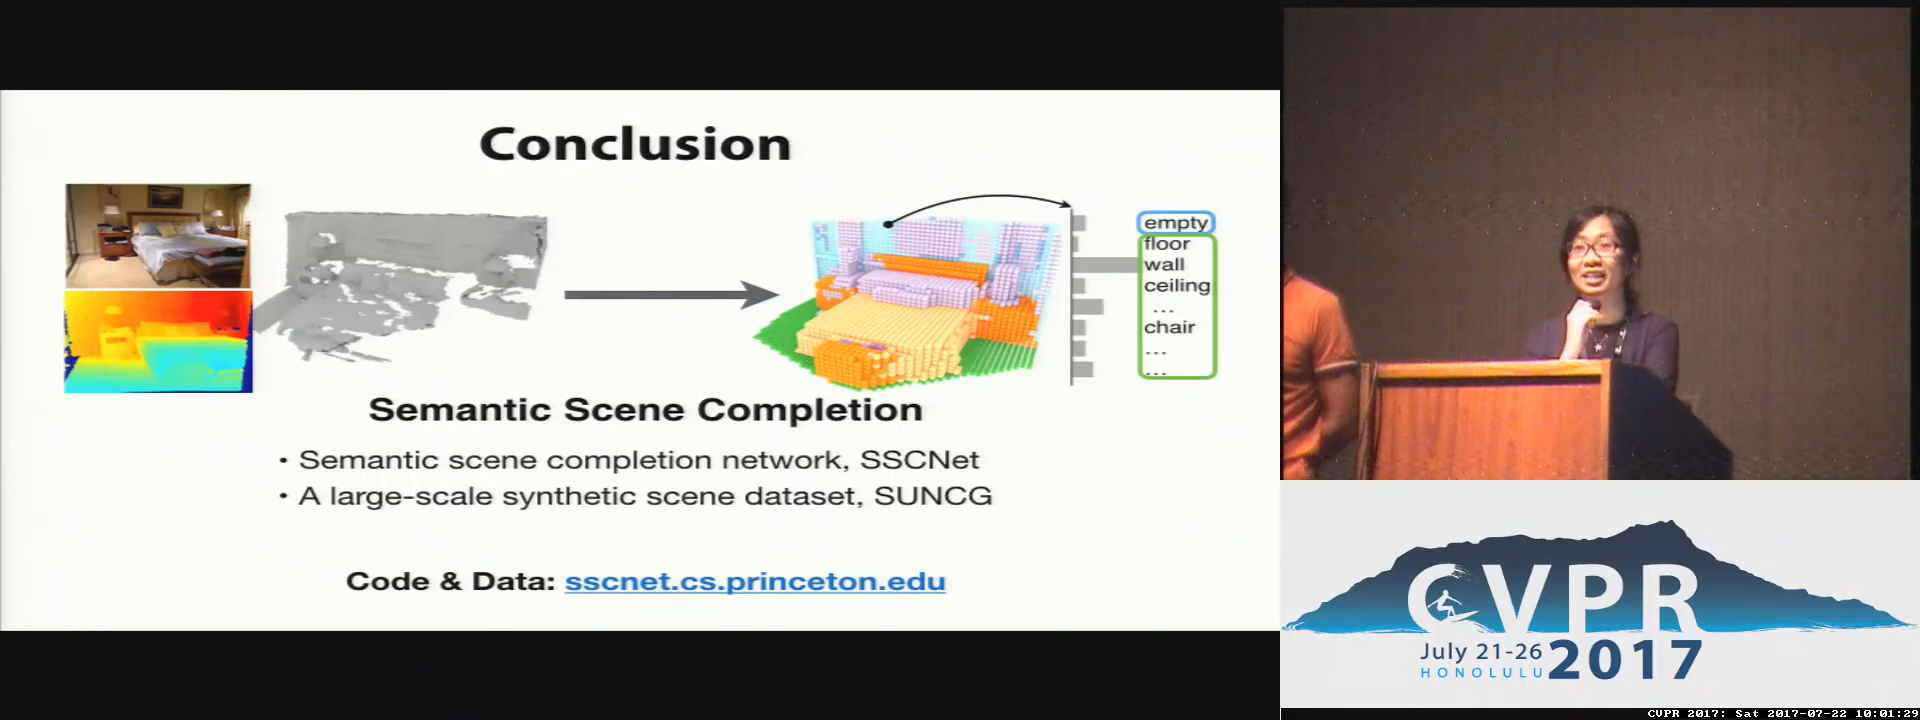 Conclusion
empty
floor
wall
ceiling
...
chair
...
...
Semantic Scene Completion
• Semantic scene completion network, SSCNet
• A large-scale synthetic scene dataset, SUNCG
Code & Data: sscnet.cs.princeton.edu
CVPR
July 21-26
HONOLULU
2017
CVPR 2017: Sat 2017-07-22 10:01:29